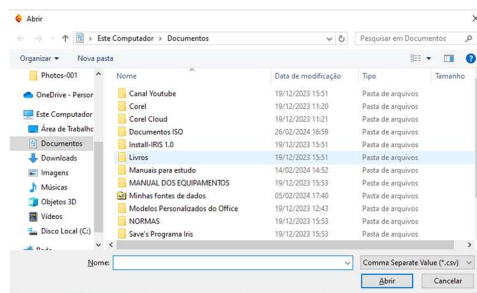 Abrir
Este Computador > Documentos
Pesquisar em Documentos
Organizar Nova pasta
Photos-001
OneDrive - Person
Este Computador
Área de Trabalho
Documentos
Downloads
Imagens
Músicas
Objetos 3D
Vídeos
Disco Local (C:)
Nome Data de modificação Tipo Tamanho
Canal Youtube 19/12/2023 15:51 Pasta de arquivos
Corel 19/12/2023 11:20 Pasta de arquivos
Corel Cloud 19/12/2023 11:21 Pasta de arquivos
Documentos ISO 26/02/2024 16:59 Pasta de arquivos
Install-IRIS 1.0 19/12/2023 15:51 Pasta de arquivos
Livros 19/12/2023 15:51 Pasta de arquivos
Manuais para estudo 14/02/2024 14:52 Pasta de arquivos
MANUAL DOS EQUIPAMENTOS 19/12/2023 15:53 Pasta de arquivos
Minhas fontes de dados 05/02/2024 17:40 Pasta de arquivos
Modelos Personalizados do Office 19/12/2023 12:43 Pasta de arquivos
NORMAS 19/12/2023 15:53 Pasta de arquivos
Save's Programa Iris 19/12/2023 15:53 Pasta de arquivos
Nome:
Comma Separate Value (*.csv)
Abrir Cancelar